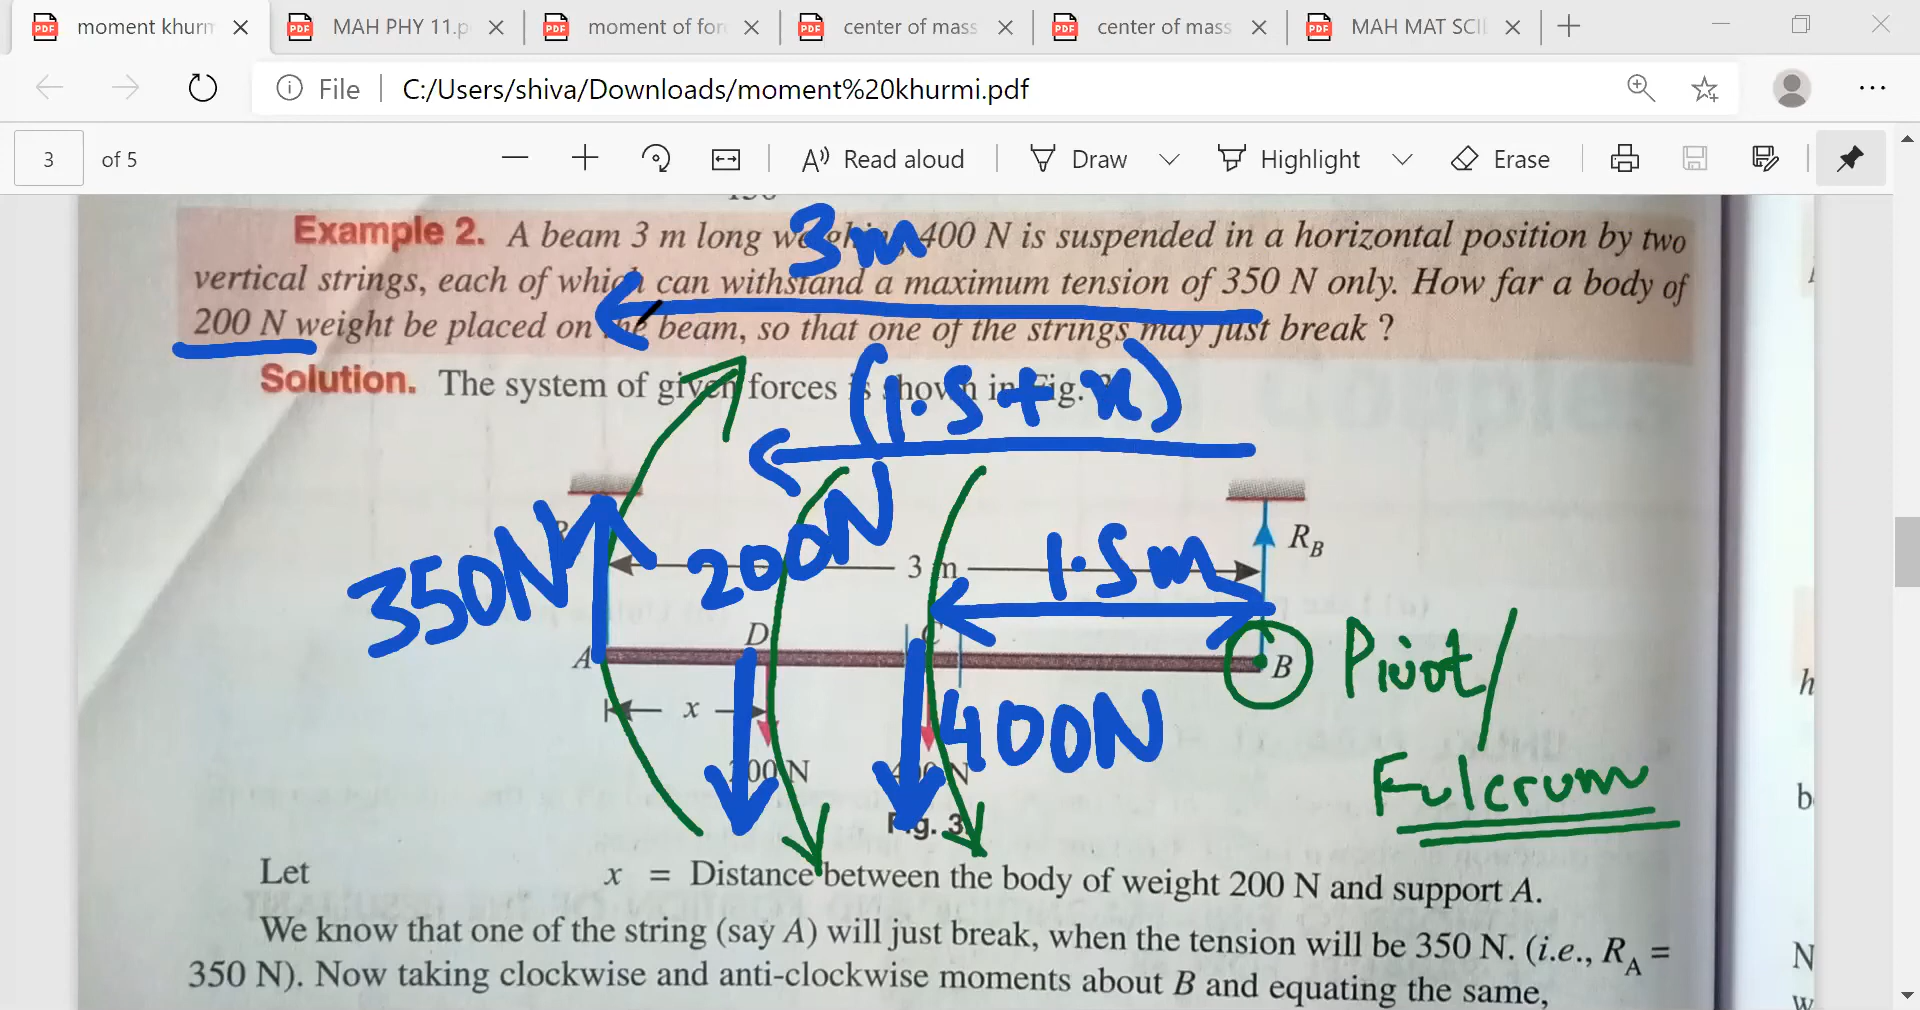 moment khurm
MAH PHY 11.p
moment of for
center of mass
center of mass
MAH MAT SCI
File
C:/Users/shiva/Downloads/moment%20khurmi.pdf
3 of 5
Read aloud
Draw
Highlight
Erase
Example 2. A beam 3 m long 400 N is suspended in a horizontal position by two
3m
vertical strings, each of which can withstand a maximum tension of 350 N only. How far a body of
200 N weight be placed on the beam, so that one of the strings may just break ?
Solution. The system of given forces is shown in Fig.
(1.5+x)
350N
200N
3 m
1.5m
R_B
A
D
C
B
Pivot/
Fulcrum
x
400N
200 N
400 N
Fig. 3.
Let x = Distance between the body of weight 200 N and support A.
We know that one of the string (say A) will just break, when the tension will be 350 N. (i.e., R_A =
350 N). Now taking clockwise and anti-clockwise moments about B and equating the same,
h
b
N
w